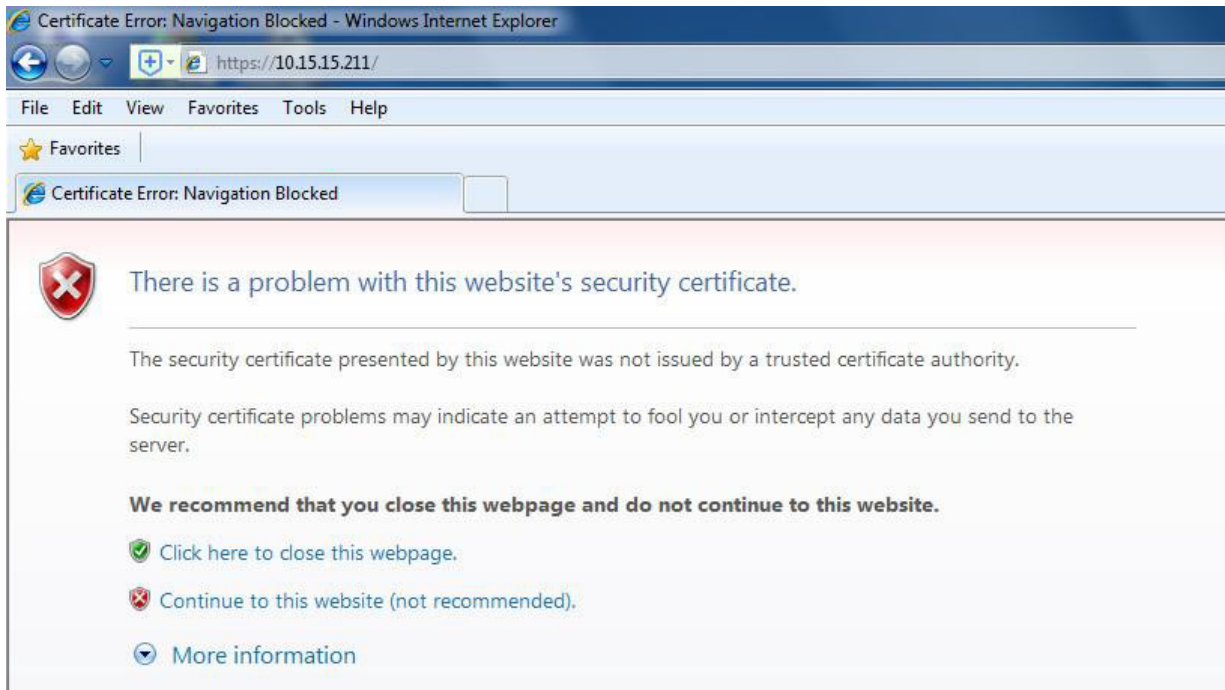 Certificate Error: Navigation Blocked - Windows Internet Explorer
https://10.15.15.211/
File Edit View Favorites Tools Help
Favorites
Certificate Error: Navigation Blocked
There is a problem with this website's security certificate.
The security certificate presented by this website was not issued by a trusted certificate authority.
Security certificate problems may indicate an attempt to fool you or intercept any data you send to the
server.
We recommend that you close this webpage and do not continue to this website.
Click here to close this webpage.
Continue to this website (not recommended).
More information